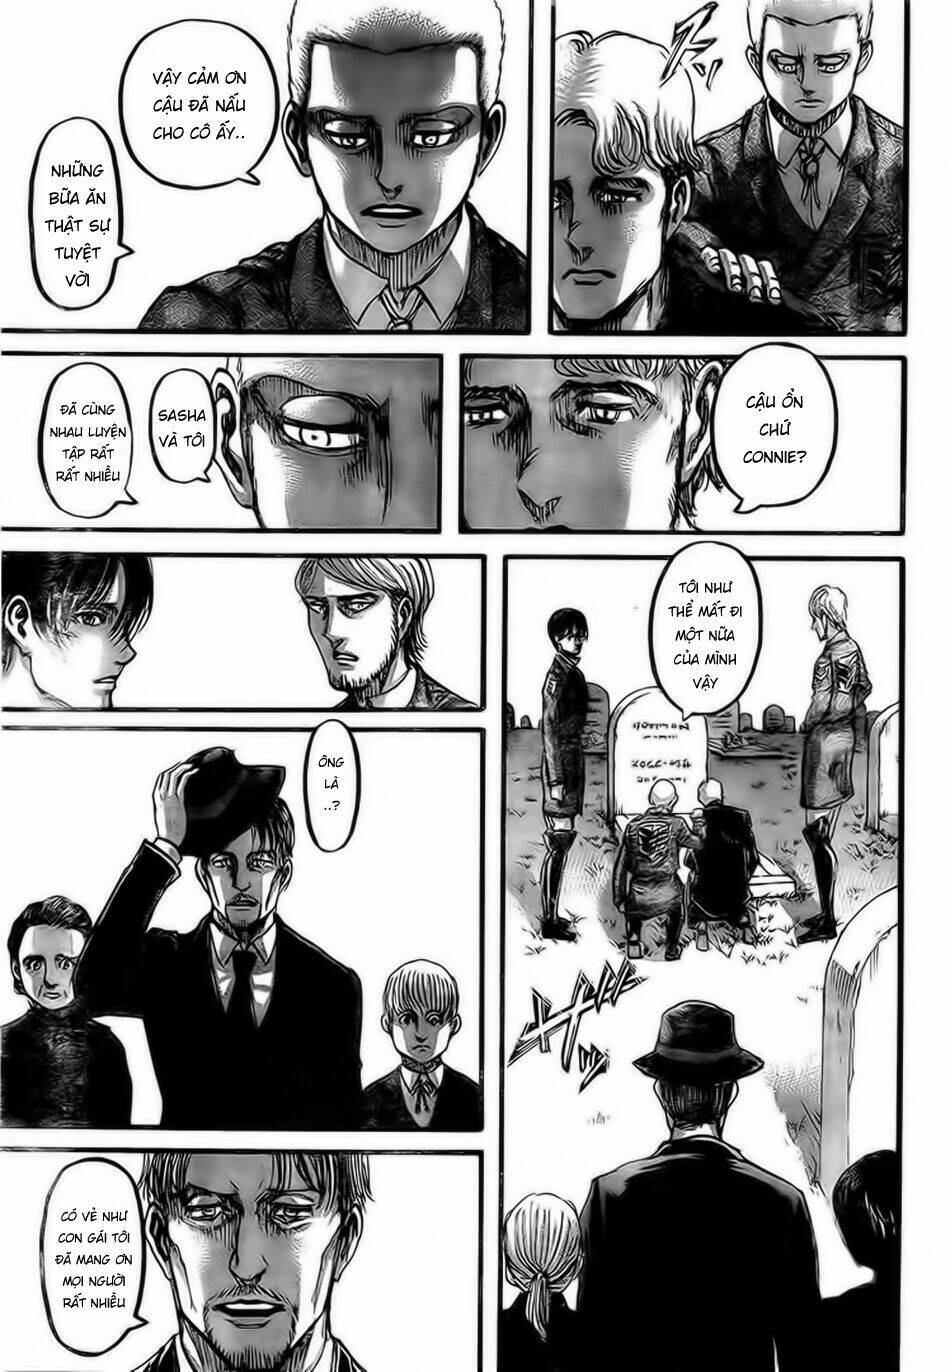 VẬY CẢM ƠN
CẬU ĐÃ NẤU
CHO CÔ ẤY..
NHỮNG
BỮA ĂN
THẬT SỰ
TUYỆT
VỜI
CẬU ỔN
CHỨ
CONNIE?
SASHA
VÀ TÔI
ĐÃ CÙNG
NHAU LUYỆN
TẬP RẤT
RẤT NHIỀU
TÔI NHƯ
THỂ MẤT ĐI
MỘT NỮA
CỦA MÌNH
VẬY
ÔNG
LÀ
..?
CÓ VẺ NHƯ
CON GÁI TÔI
ĐÃ MANG ƠN
MỌI NGƯỜI
RẤT NHIỀU